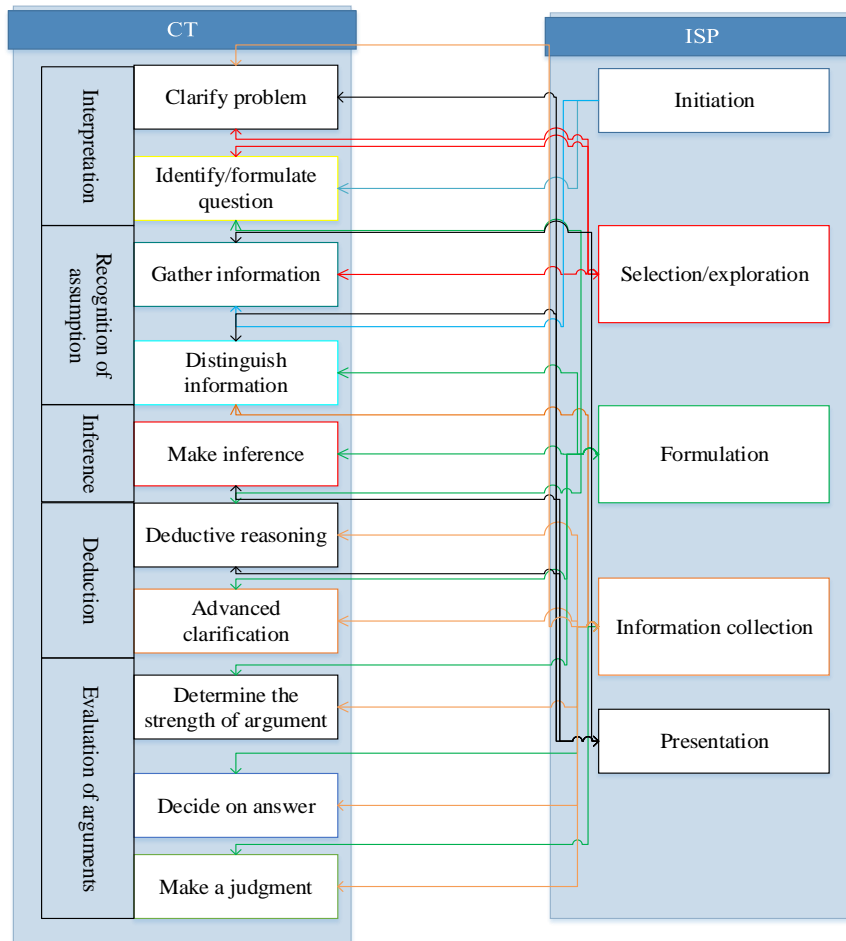 CT
Interpretation
Clarify problem
Identify/formulate
question
Recognition of
assumption
Gather information
Distinguish
information
Inference
Make inference
Deduction
Deductive reasoning
Advanced
clarification
Evaluation of arguments
Determine the
strength of argument
Decide on answer
Make a judgment
ISP
Initiation
Selection/exploration
Formulation
Information collection
Presentation